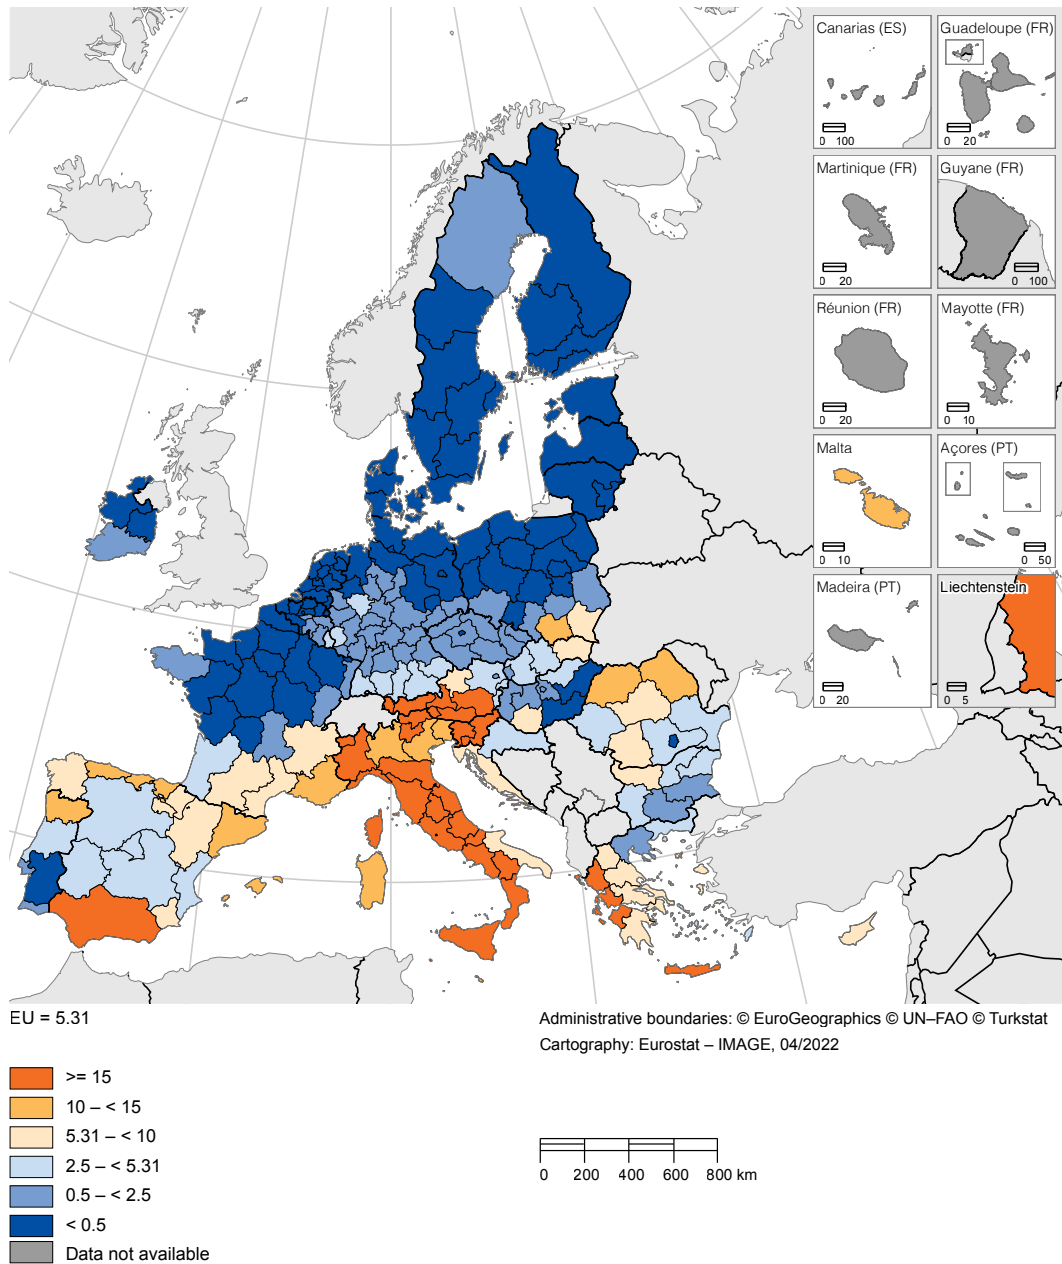 Canarias (ES)
0 100
Guadeloupe (FR)
0 20
Martinique (FR)
0 20
Guyane (FR)
0 100
Réunion (FR)
0 20
Mayotte (FR)
0 10
Malta
0 10
Açores (PT)
0 50
Madeira (PT)
0 20
Liechtenstein
0 5
EU = 5.31
Administrative boundaries: © EuroGeographics © UN–FAO © Turkstat
Cartography: Eurostat – IMAGE, 04/2022
>= 15
10 – < 15
5.31 – < 10
2.5 – < 5.31
0.5 – < 2.5
< 0.5
Data not available
0 200 400 600 800 km